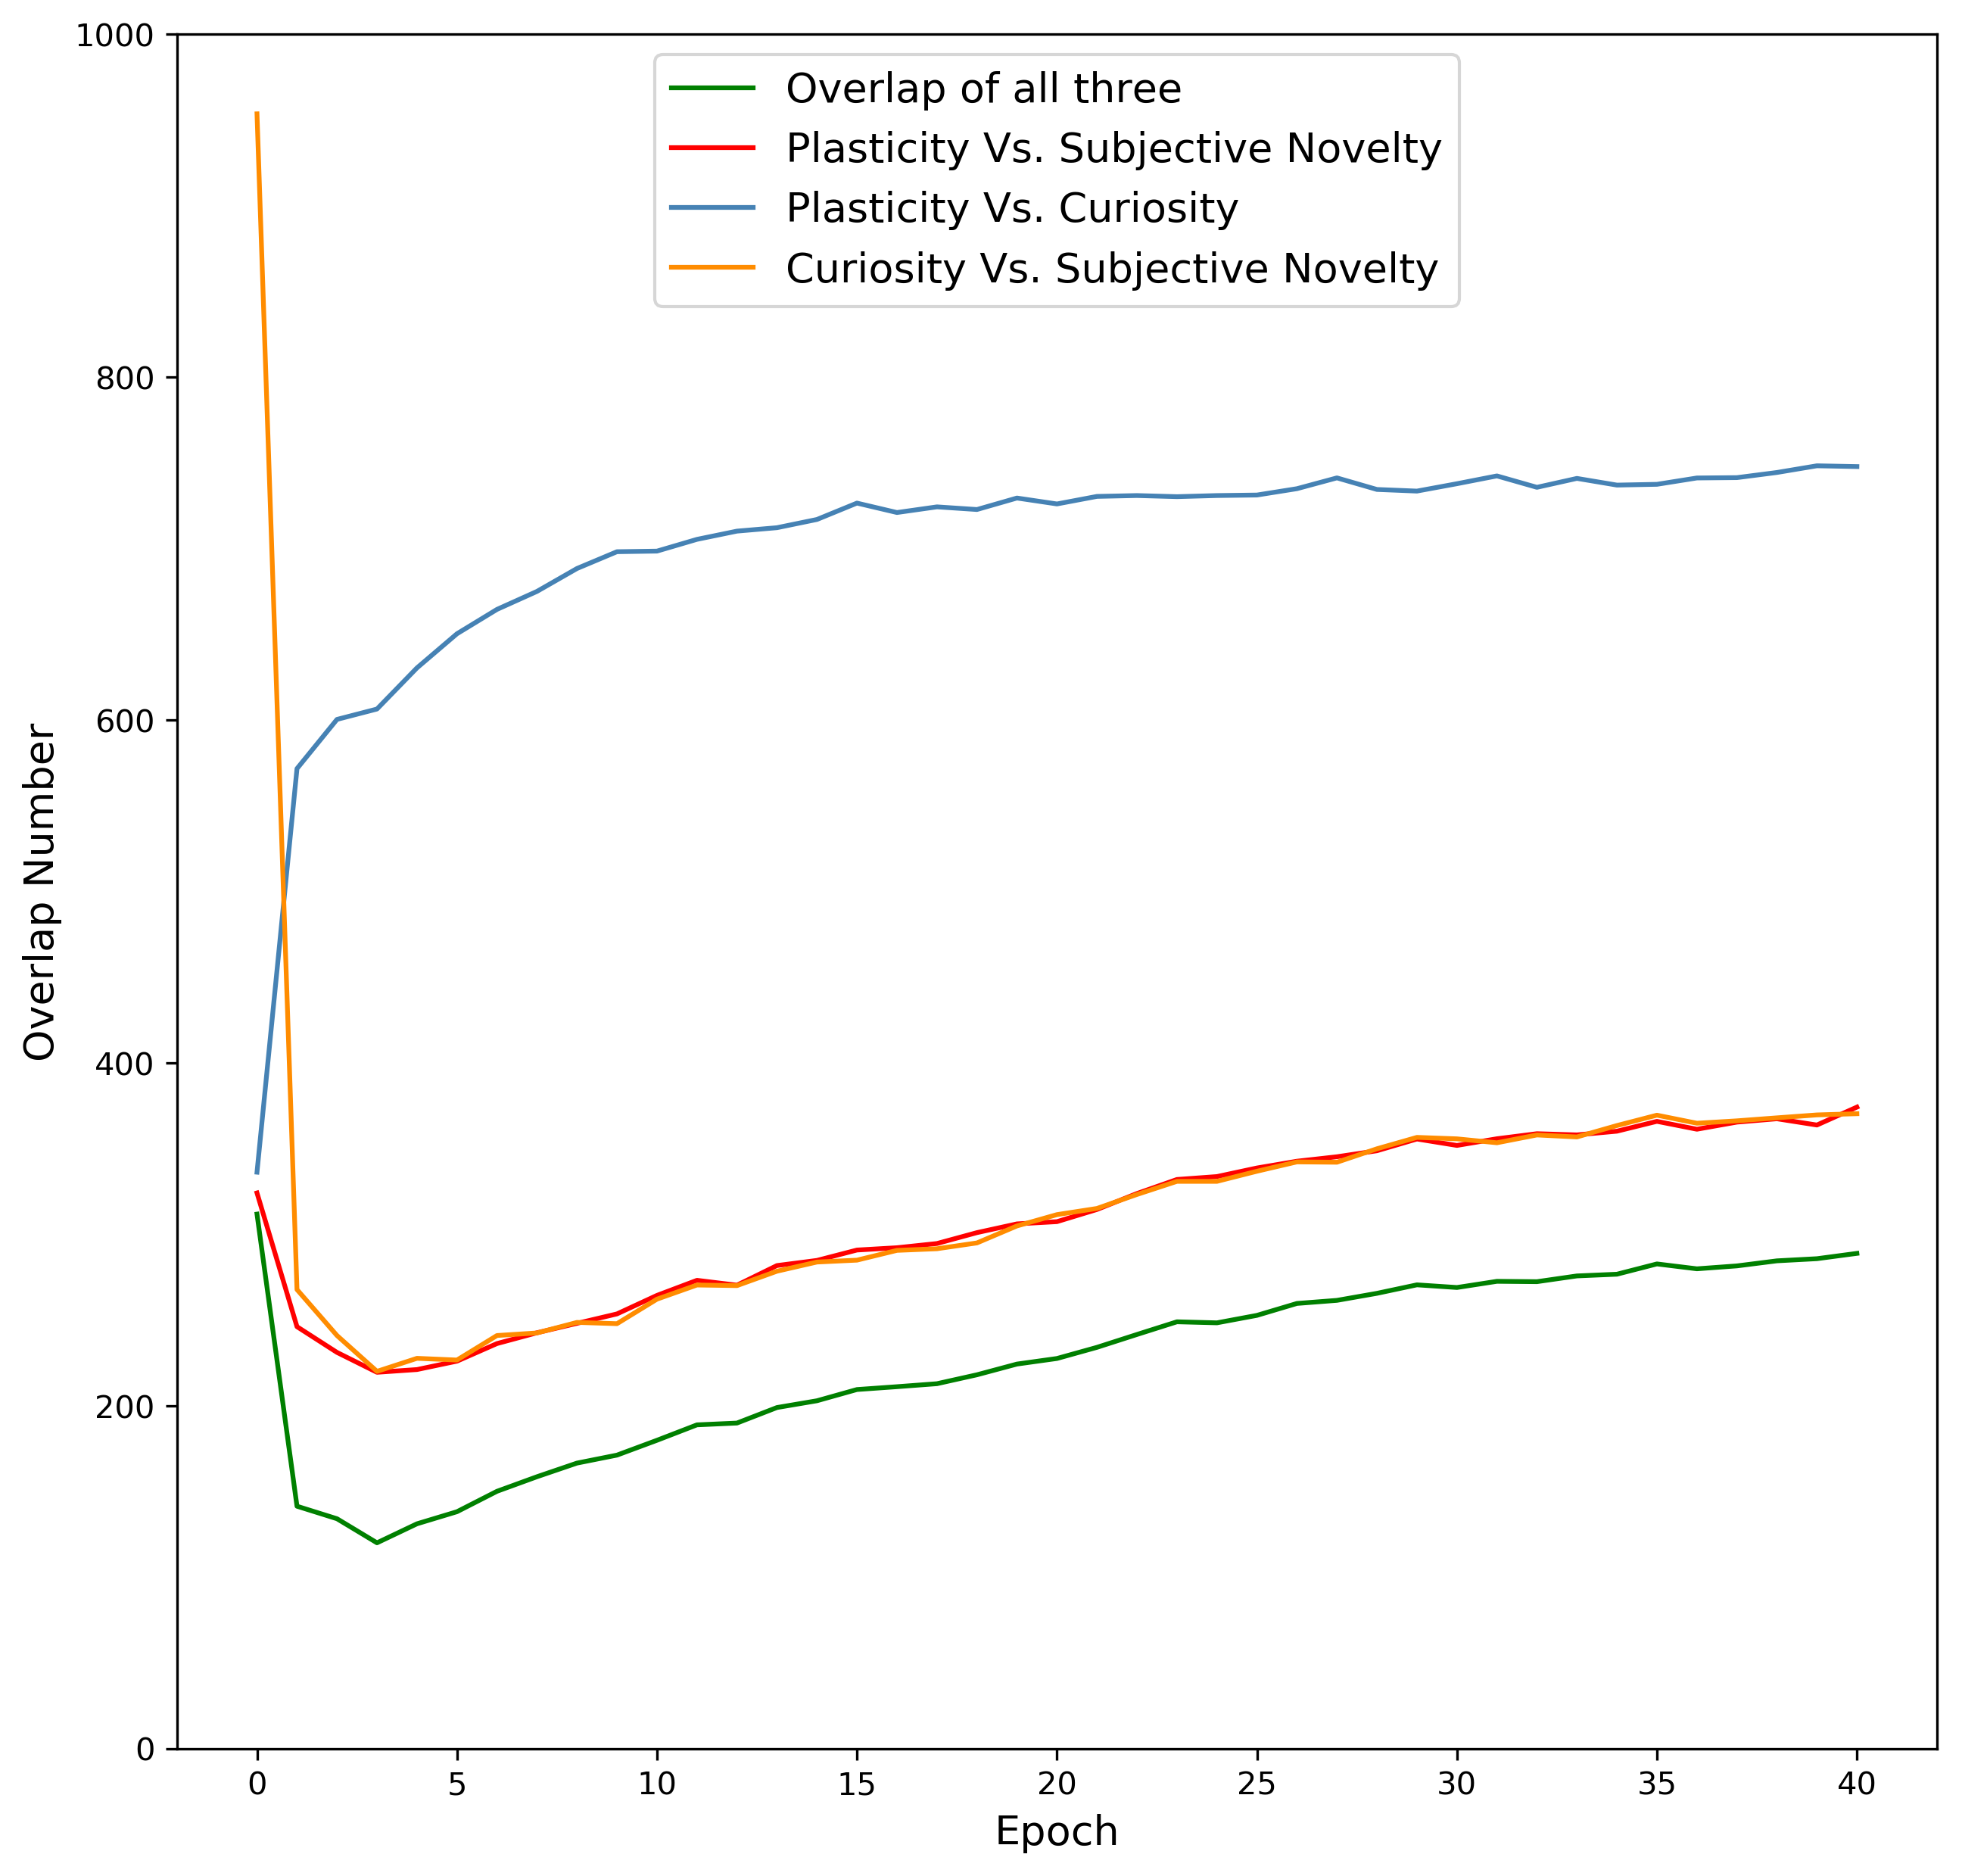 1000
800
600
400
200
0
Overlap Number
Overlap of all three
Plasticity Vs. Subjective Novelty
Plasticity Vs. Curiosity
Curiosity Vs. Subjective Novelty
0 5 10 15 20 25 30 35 40
Epoch